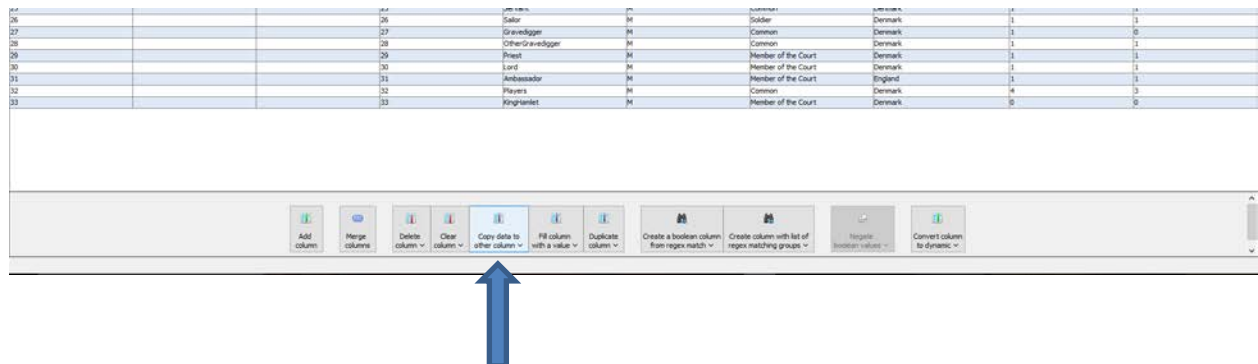 26 26 Sailor M Soldier Denmark 1 1
27 27 Gravedigger M Common Denmark 1 0
28 28 OtherGravedigger M Common Denmark 1 1
29 29 Priest M Member of the Court Denmark 1 1
30 30 Lord M Member of the Court Denmark 1 1
31 31 Ambassador M Member of the Court England 1 1
32 32 Players M Common Denmark 4 3
33 33 KingHamlet M Member of the Court Denmark 0 0
Add column
Merge columns
Delete column
Clear column
Copy data to other column
Fill column with a value
Duplicate column
Create a boolean column from regex match
Create column with list of regex matching groups
Negate boolean values
Convert column to dynamic